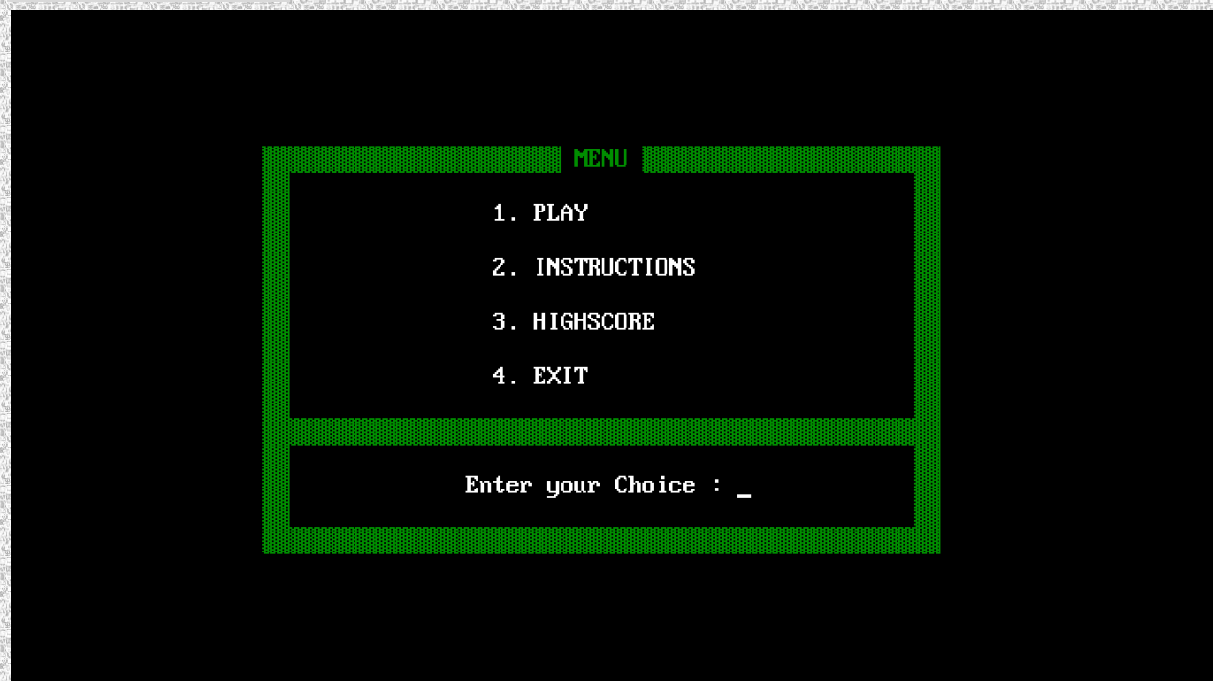 MENU
1. PLAY
2. INSTRUCTIONS
3. HIGHSCORE
4. EXIT
Enter your Choice : _